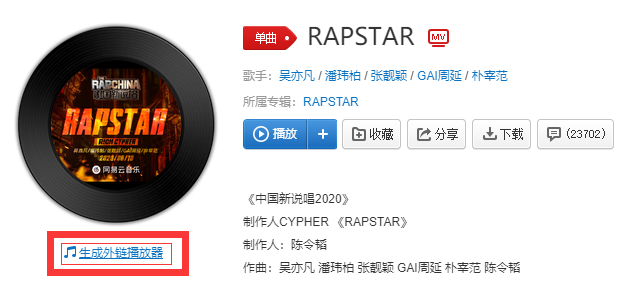 单曲
RAPSTAR
MV
歌手：吴亦凡 / 潘玮柏 / 张靓颖 / GAI周延 / 朴宰范
所属专辑：RAPSTAR
播放
+
收藏
分享
下载
(23702)
THE
RAPCHINA
RAPSTAR
RICH CYPHER
网易云音乐
生成外链播放器
《中国新说唱2020》
制作人CYPHER 《RAPSTAR》
制作人：陈令韬
作曲：吴亦凡 潘玮柏 张靓颖 GAI周延 朴宰范 陈令韬